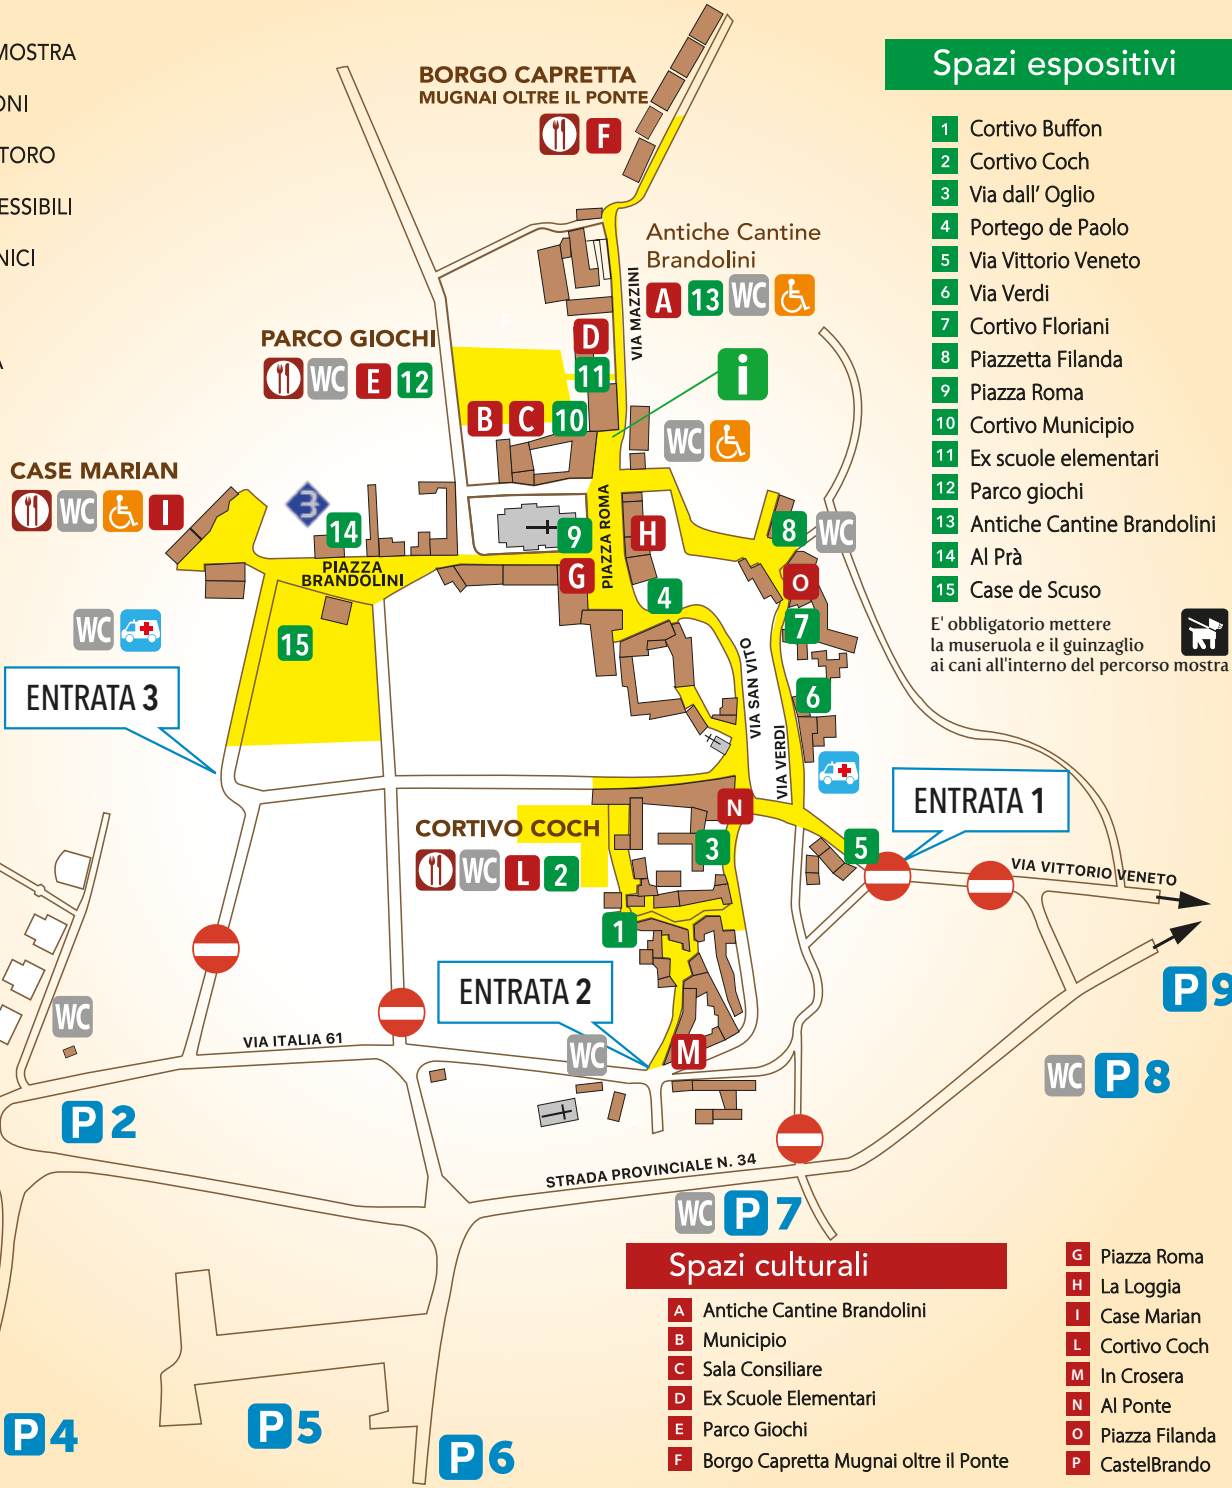 MOSTRA
ONI
TORO
ESSIBILI
NICI
A
BORGO CAPRETTA
MUGNAI OLTRE IL PONTE
F
Antiche Cantine
Brandolini
A 13 WC
VIA MAZZINI
D
11
PARCO GIOCHI
WC E 12
i
B C 10
WC
CASE MARIAN
WC I
3
14
PIAZZA
BRANDOLINI
9
PIAZZA ROMA
H
G
4
8 WC
O
7
15
WC
ENTRATA 3
VIA SAN VITO
6
VIA VERDI
ENTRATA 1
N
CORTIVO COCH
WC L 2
3
5
VIA VITTORIO VENETO
1
ENTRATA 2
WC
WC
M
VIA ITALIA 61
P 9
WC P 8
P 2
STRADA PROVINCIALE N. 34
WC P 7
P 4
P 5
P 6
Spazi espositivi
1 Cortivo Buffon
2 Cortivo Coch
3 Via dall' Oglio
4 Portego de Paolo
5 Via Vittorio Veneto
6 Via Verdi
7 Cortivo Floriani
8 Piazzetta Filanda
9 Piazza Roma
10 Cortivo Municipio
11 Ex scuole elementari
12 Parco giochi
13 Antiche Cantine Brandolini
14 Al Prà
15 Case de Scuso
E' obbligatorio mettere
la museruola e il guinzaglio
ai cani all'interno del percorso mostra
Spazi culturali
A Antiche Cantine Brandolini
B Municipio
C Sala Consiliare
D Ex Scuole Elementari
E Parco Giochi
F Borgo Capretta Mugnai oltre il Ponte
G Piazza Roma
H La Loggia
I Case Marian
L Cortivo Coch
M In Crosera
N Al Ponte
O Piazza Filanda
P CastelBrando